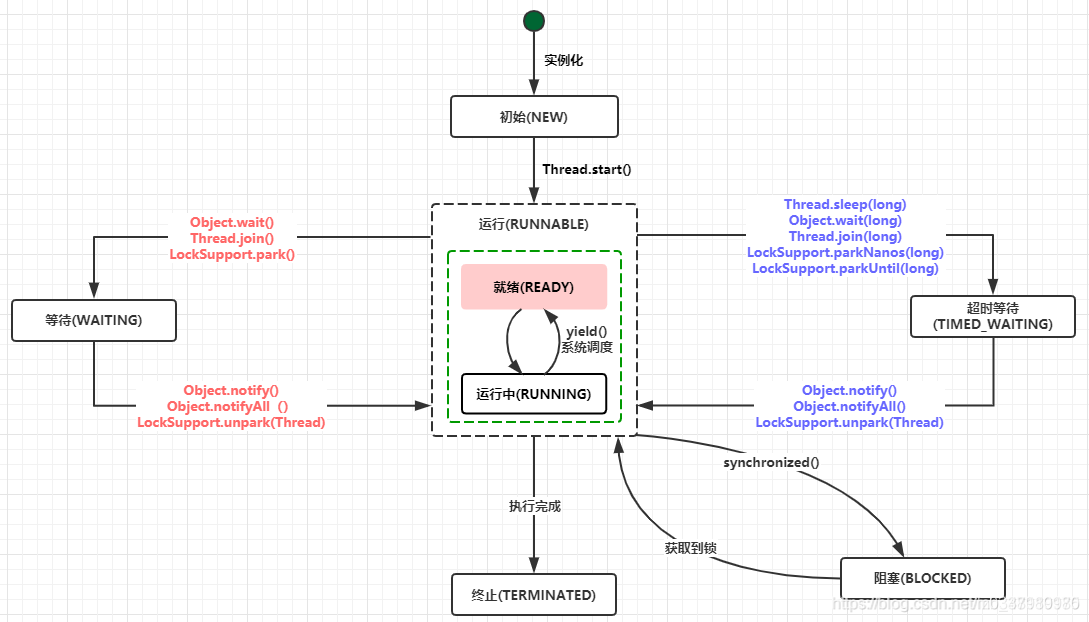 实例化
初始(NEW)
Thread.start()
Object.wait()
Thread.join()
LockSupport.park()
运行(RUNNABLE)
Thread.sleep(long)
Object.wait(long)
Thread.join(long)
LockSupport.parkNanos(long)
LockSupport.parkUntil(long)
就绪(READY)
等待(WAITING)
yield()
系统调度
超时等待
(TIMED_WAITING)
运行中(RUNNING)
Object.notify()
Object.notifyAll（）
LockSupport.unpark(Thread)
Object.notify()
Object.notifyAll()
LockSupport.unpark(Thread)
synchronized()
执行完成
获取到锁
终止(TERMINATED)
阻塞(BLOCKED)
https://blog.csdn.net/